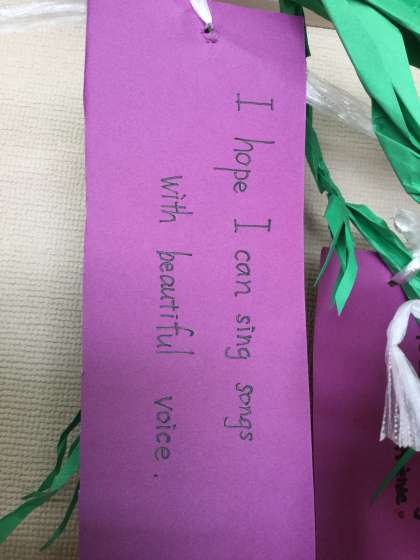 I hope I can sing songs
with beautiful voice.